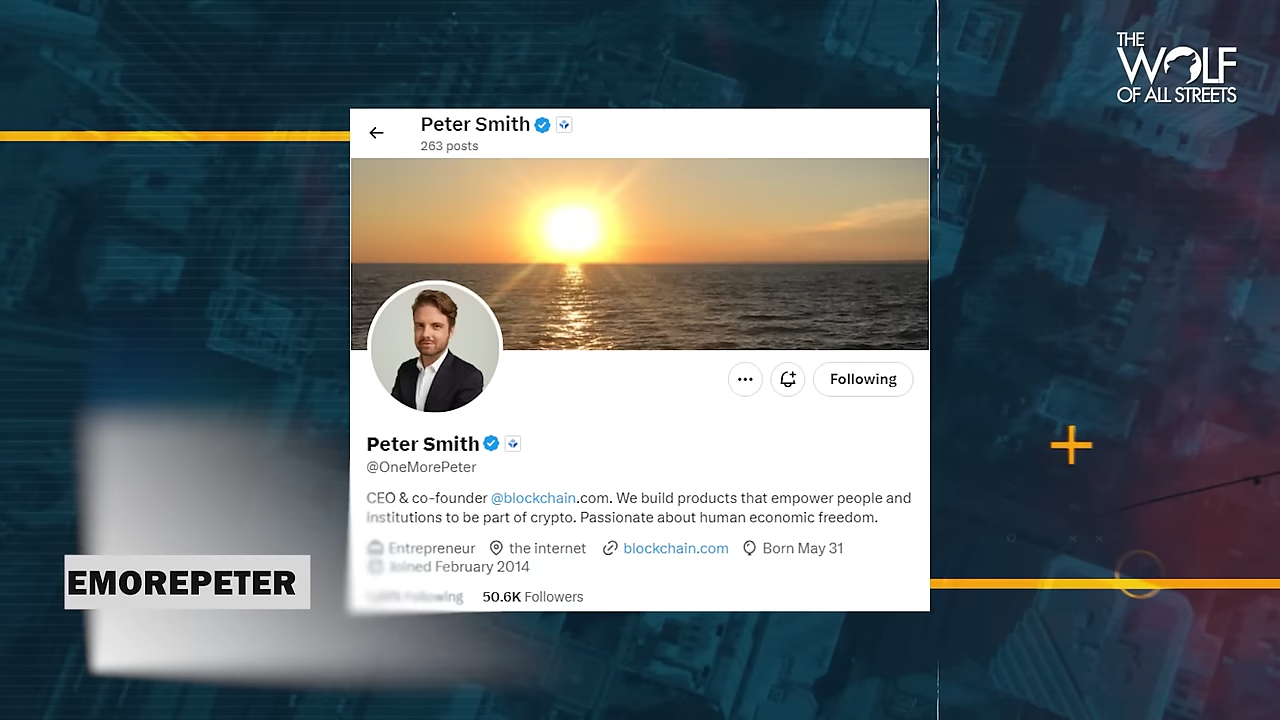 THE
WOLF
OF ALL STREETS
Peter Smith
263 posts
Following
Peter Smith
@OneMorePeter
CEO & co-founder @blockchain.com. We build products that empower people and
institutions to be part of crypto. Passionate about human economic freedom.
Entrepreneur the internet blockchain.com Born May 31
Joined February 2014
Following 50.6K Followers
EMOREPETER